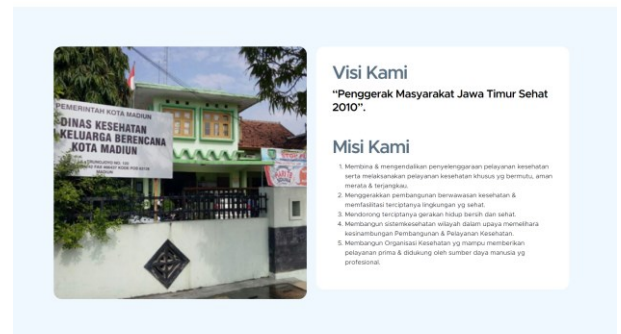 PEMERINTAH KOTA MADIUN
DINAS KESEHATAN
KELUARGA BERENCANA
KOTA MADIUN
MADIUN
Visi Kami
“Penggerak Masyarakat Jawa Timur Sehat
2010”.
Misi Kami
1. Membina & mengendalikan penyelenggaraan pelayanan kesehatan
serta melaksanakan pelayanan kesehatan khusus yg bermutu, aman
merata & terjangkau.
2. Menggerakkan pembangunan berwawasan kesehatan &
memfasilitasi terciptanya lingkungan yg sehat.
3. Mendorong terciptanya gerakan hidup bersih dan sehat.
4. Membangun sistemkesehatan wilayah dalam upaya memelihara
kesinambungan Pembangunan & Pelayanan Kesehatan.
5. Membangun Organisasi Kesehatan yg mampu memberikan
pelayanan prima & didukung oleh sumber daya manusia yg
profesional.